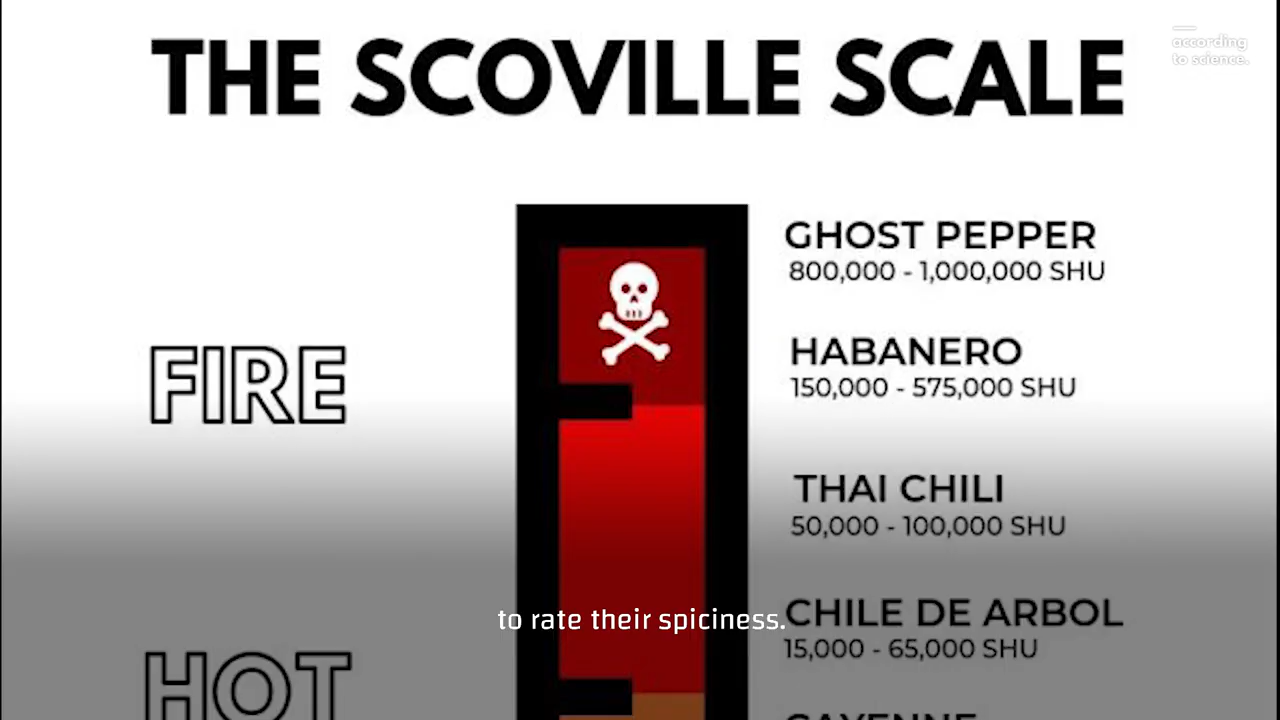 THE SCOVILLE SCALE
according
to science.
GHOST PEPPER
800,000 - 1,000,000 SHU
FIRE
HABANERO
150,000 - 575,000 SHU
THAI CHILI
50,000 - 100,000 SHU
to rate their spiciness.
CHILE DE ARBOL
15,000 - 65,000 SHU
HOT
CAYENNE